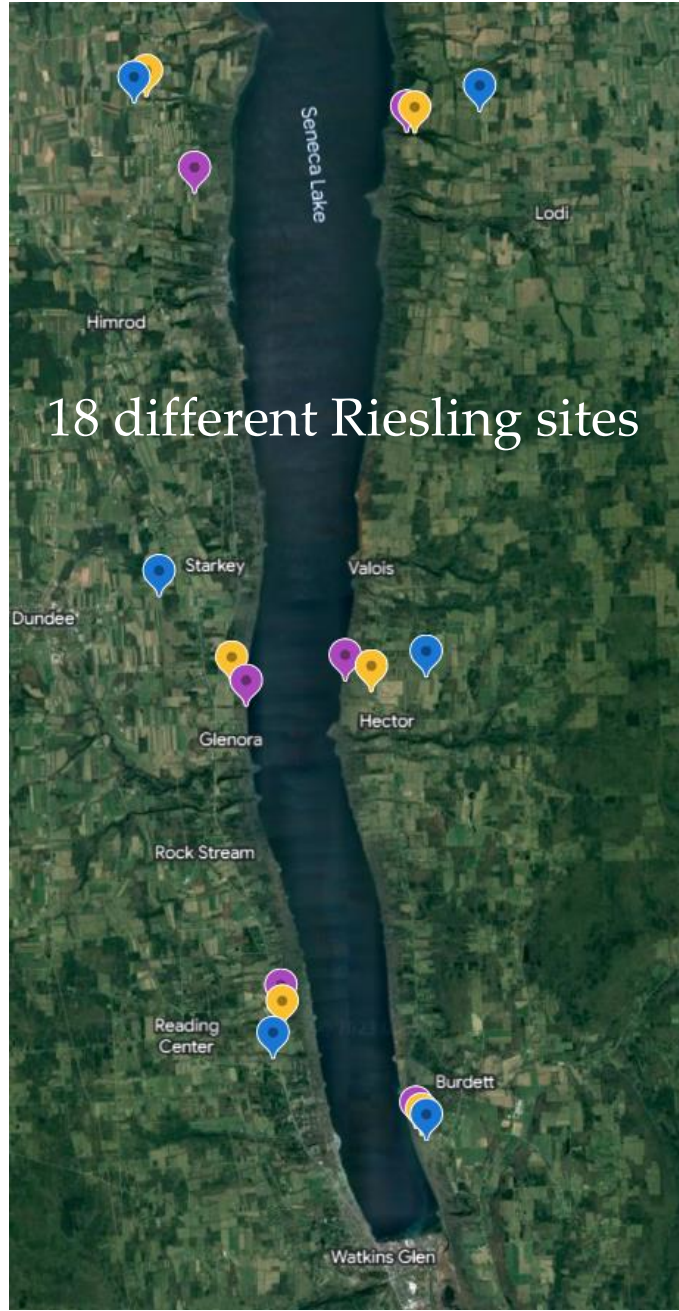 Seneca Lake
Lodi
Himrod
18 different Riesling sites
Starkey
Valois
Dundee
Hector
Glenora
Rock Stream
Reading
Center
Burdett
Watkins Glen